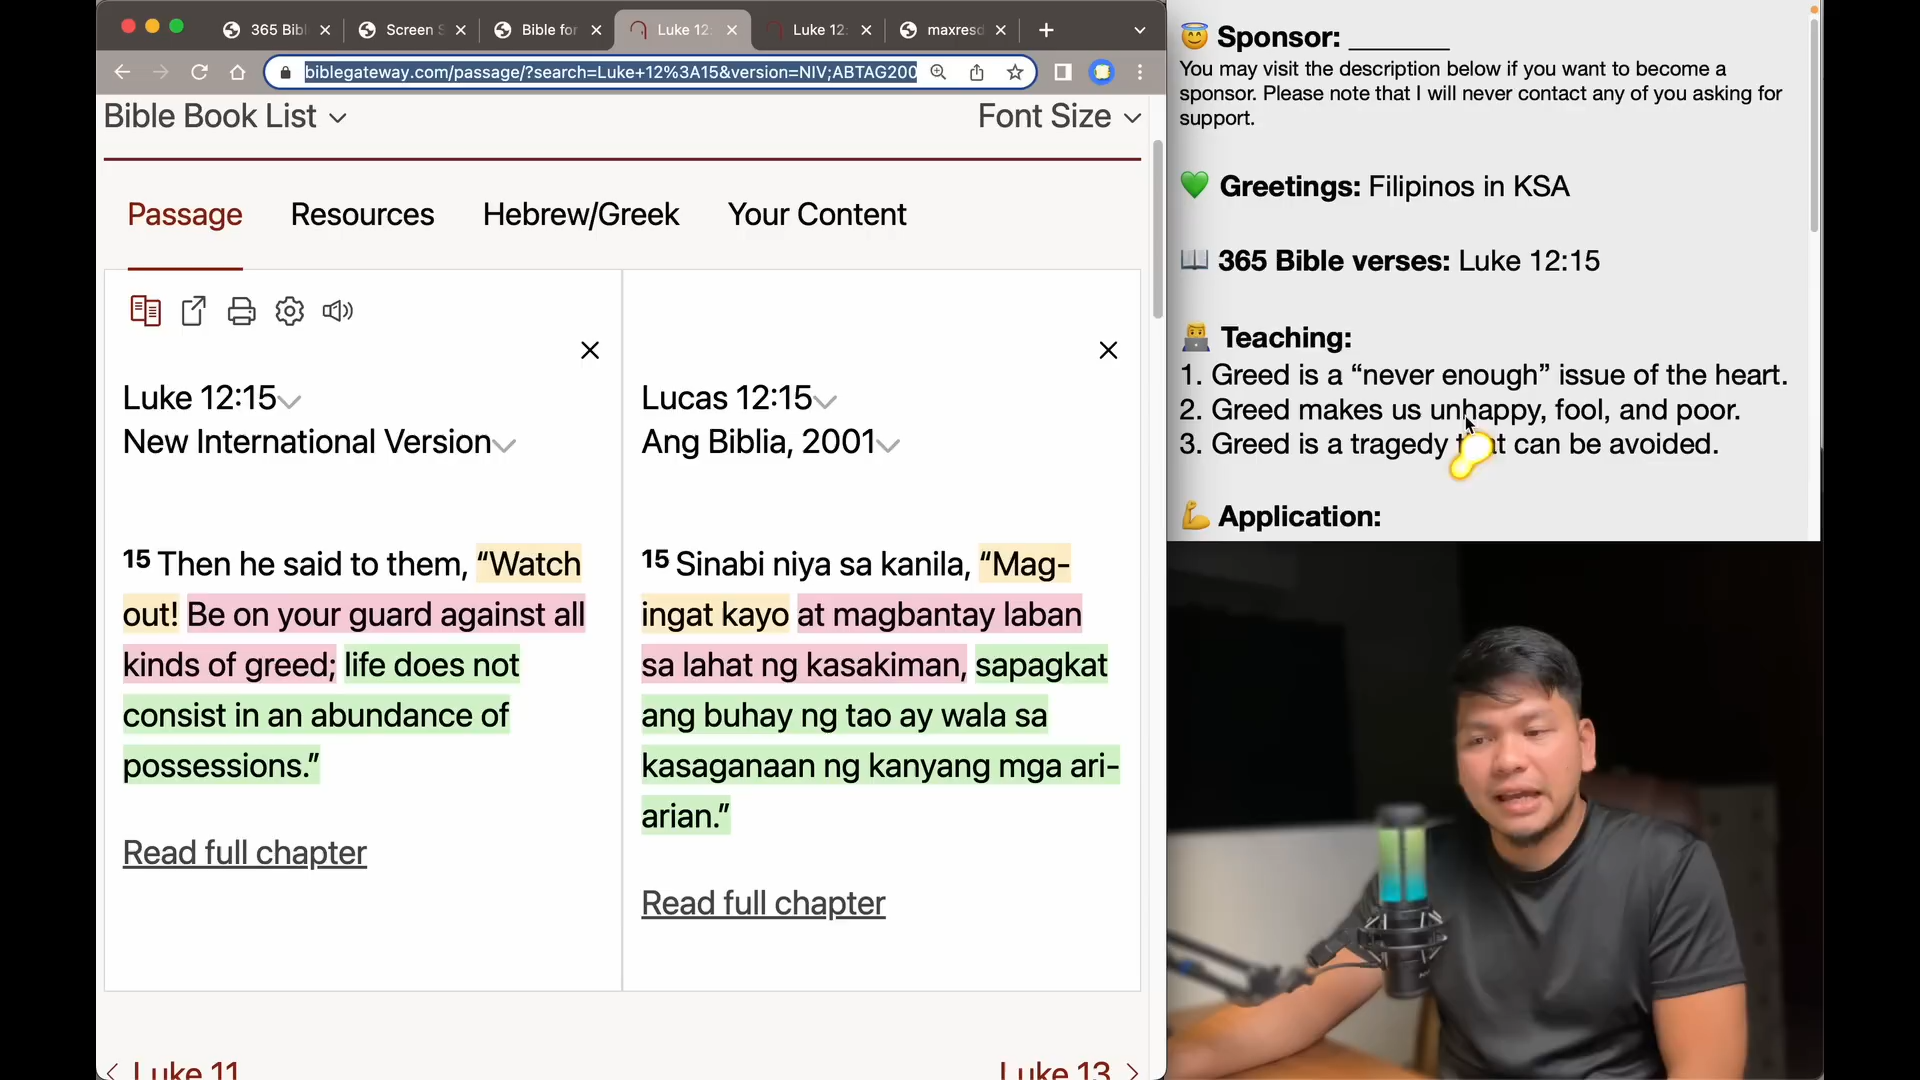 365 Bibl
Screen S
Bible for
Luke 12:
Luke 12:
maxresd
biblegateway.com/passage/?search=Luke+12%3A15&version=NIV;ABTAG200
Bible Book List
Font Size
Passage
Resources
Hebrew/Greek
Your Content
Luke 12:15
New International Version
15 Then he said to them, “Watch
out! Be on your guard against all
kinds of greed; life does not
consist in an abundance of
possessions.”
Read full chapter
Lucas 12:15
Ang Biblia, 2001
15 Sinabi niya sa kanila, “Mag-
ingat kayo at magbantay laban
sa lahat ng kasakiman, sapagkat
ang buhay ng tao ay wala sa
kasaganaan ng kanyang mga ari-
arian.”
Read full chapter
Luke 11
Luke 13
Sponsor: _______
You may visit the description below if you want to become a
sponsor. Please note that I will never contact any of you asking for
support.
Greetings: Filipinos in KSA
365 Bible verses: Luke 12:15
Teaching:
1. Greed is a “never enough” issue of the heart.
2. Greed makes us unhappy, fool, and poor.
3. Greed is a tragedy that can be avoided.
Application: